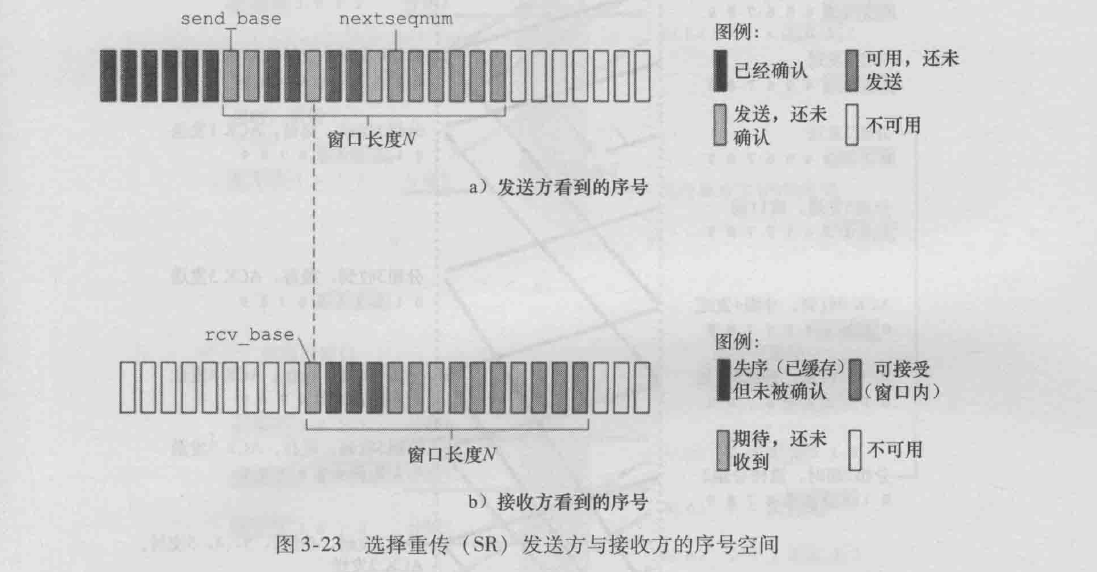 send_base
nextseqnum
窗口长度N
a）发送方看到的序号
图例：
已经确认
可用，还未
发送
发送，还未
确认
不可用
rcv_base
窗口长度N
b）接收方看到的序号
图例：
失序（已缓存）
但未被确认
可接受
（窗口内）
期待，还未
收到
不可用
图 3-23 选择重传（SR）发送方与接收方的序号空间